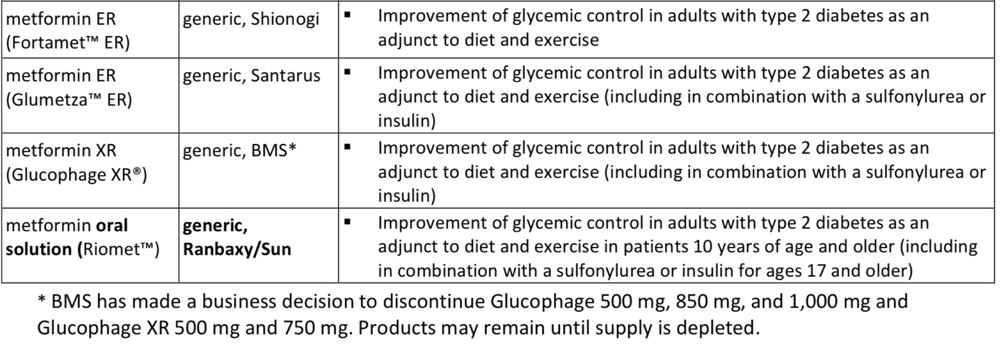 metformin ER
(Fortamet™ ER)
generic, Shionogi
▪ Improvement of glycemic control in adults with type 2 diabetes as an
adjunct to diet and exercise
metformin ER
(Glumetza™ ER)
generic, Santarus
▪ Improvement of glycemic control in adults with type 2 diabetes as an
adjunct to diet and exercise (including in combination with a sulfonylurea or
insulin)
metformin XR
(Glucophage XR®)
generic, BMS*
▪ Improvement of glycemic control in adults with type 2 diabetes as an
adjunct to diet and exercise (including in combination with a sulfonylurea or
insulin)
metformin oral
solution (Riomet™)
generic,
Ranbaxy/Sun
▪ Improvement of glycemic control in adults with type 2 diabetes as an
adjunct to diet and exercise in patients 10 years of age and older (including
in combination with a sulfonylurea or insulin for ages 17 and older)
* BMS has made a business decision to discontinue Glucophage 500 mg, 850 mg, and 1,000 mg and
Glucophage XR 500 mg and 750 mg. Products may remain until supply is depleted.